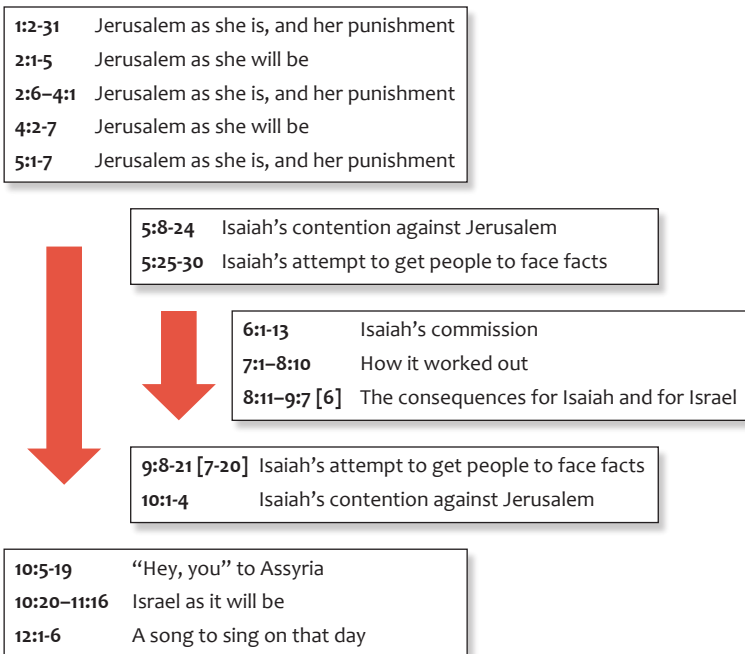 1:2-31 Jerusalem as she is, and her punishment
2:1-5 Jerusalem as she will be
2:6–4:1 Jerusalem as she is, and her punishment
4:2-7 Jerusalem as she will be
5:1-7 Jerusalem as she is, and her punishment
5:8-24 Isaiah’s contention against Jerusalem
5:25-30 Isaiah’s attempt to get people to face facts
6:1-13 Isaiah’s commission
7:1–8:10 How it worked out
8:11–9:7 [6] The consequences for Isaiah and for Israel
9:8-21 [7-20] Isaiah’s attempt to get people to face facts
10:1-4 Isaiah’s contention against Jerusalem
10:5-19 “Hey, you” to Assyria
10:20–11:16 Israel as it will be
12:1-6 A song to sing on that day